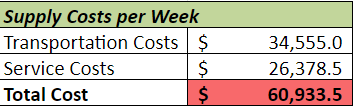 Supply Costs per Week
Transportation Costs $ 34,555.0
Service Costs $ 26,378.5
Total Cost $ 60,933.5